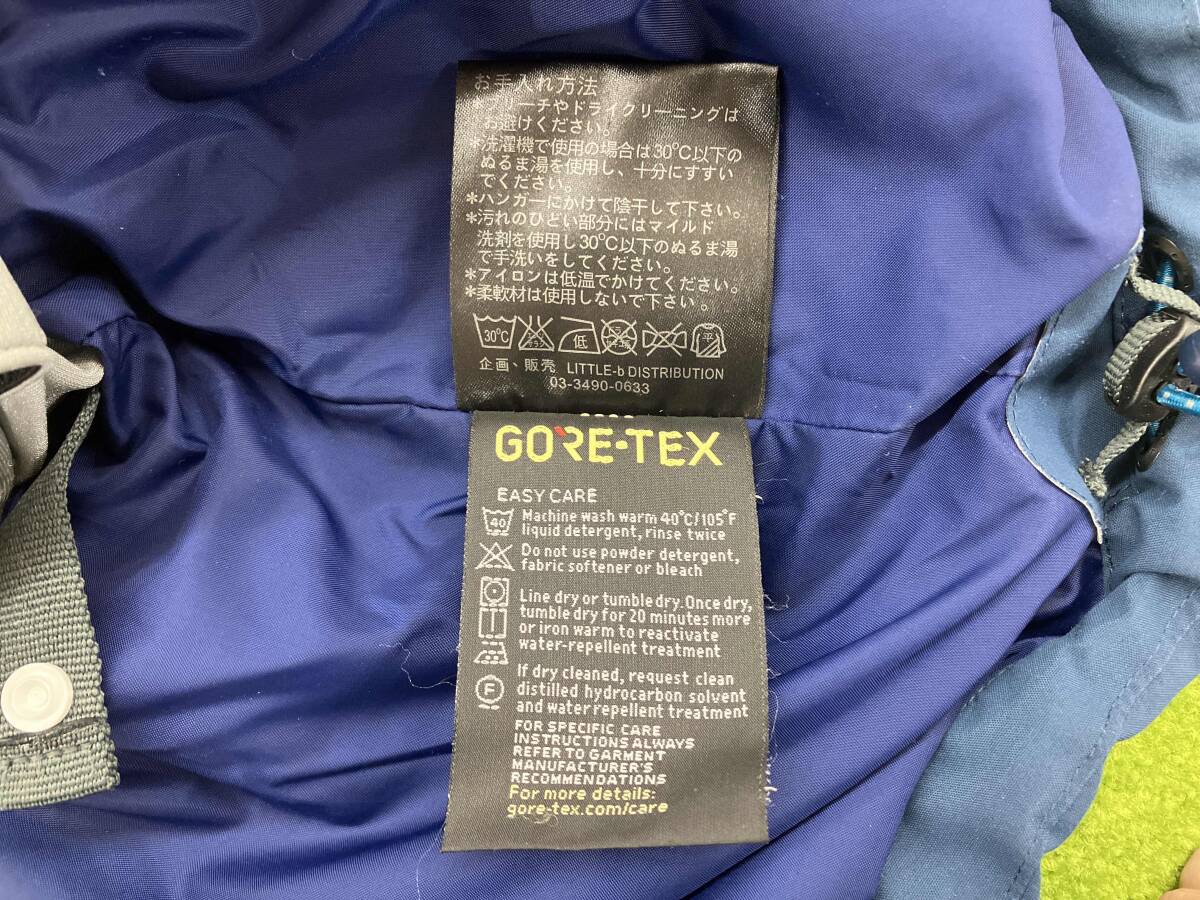 お手入れ方法
*ブリーチやドライクリーニングは
お避けください。
*洗濯機で使用の場合は30°C以下の
ぬるま湯を使用し、十分にすすい
でください。
*ハンガーにかけて陰干して下さい。
*汚れのひどい部分にはマイルド
洗剤を使用し30°C以下のぬるま湯
で手洗いをしてください。
*アイロンは低温でかけてください。
*柔軟材は使用しないで下さい。
30°C 低 平
企画、販売 LITTLE-b DISTRIBUTION
03-3490-0633
GORE-TEX
EASY CARE
40 Machine wash warm 40°C/105°F
liquid detergent, rinse twice
Do not use powder detergent,
fabric softener or bleach
Line dry or tumble dry. Once dry,
tumble dry for 20 minutes more
or iron warm to reactivate
water-repellent treatment
If dry cleaned, request clean
F distilled hydrocarbon solvent
and water repellent treatment
FOR SPECIFIC CARE
INSTRUCTIONS ALWAYS
REFER TO GARMENT
MANUFACTURER'S
RECOMMENDATIONS
For more details:
gore-tex.com/care